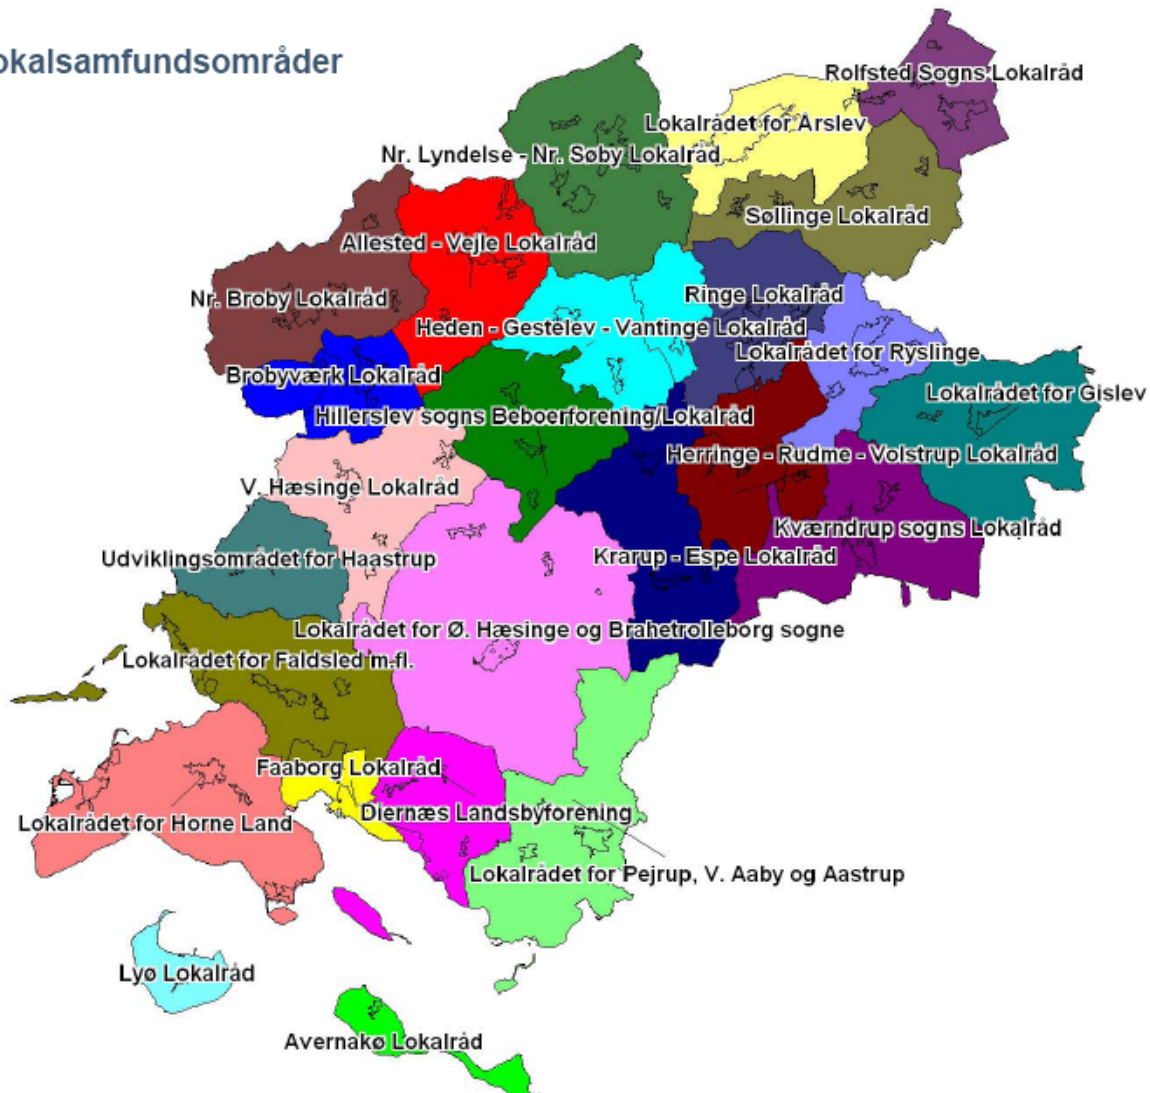 okalsamfundsområder
Rolfsted Sogns Lokalråd
Lokalrådet for Årslev
Nr. Lyndelse - Nr. Søby Lokalråd
Søllinge Lokalråd
Allested - Vejle Lokalråd
Nr. Broby Lokalråd
Ringe Lokalråd
Heden - Gestelev - Vantinge Lokalråd
Lokalrådet for Ryslinge
Brobyværk Lokalråd
Lokalrådet for Gislev
Hillerslev sogns Beboerforening/Lokalråd
Herringe - Rudme - Volstrup Lokalråd
V. Hæsinge Lokalråd
Kværndrup sogns Lokalråd
Udviklingsområdet for Haastrup
Krarup - Espe Lokalråd
Lokalrådet for Ø. Hæsinge og Brahetrolleborg sogne
Lokalrådet for Faldsled m.fl.
Faaborg Lokalråd
Diernæs Landsbyforening
Lokalrådet for Horne Land
Lokalrådet for Pejrup, V. Aaby og Aastrup
Lyø Lokalråd
Avernakø Lokalråd